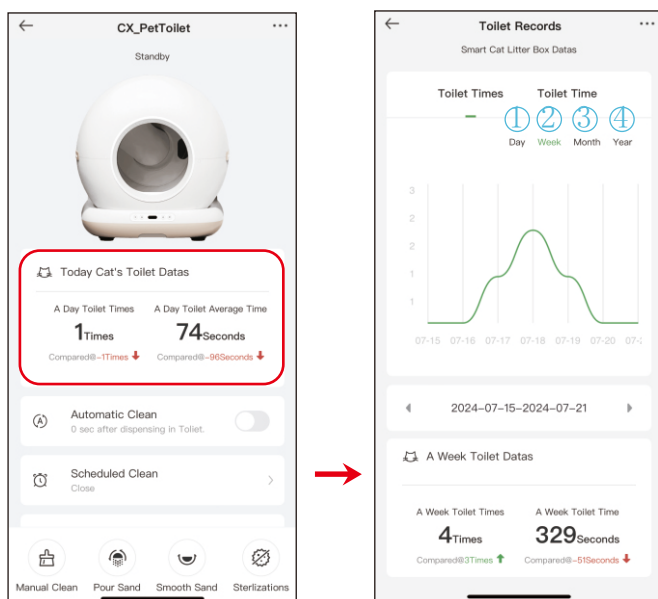 CX_PetToilet
Standby
Today Cat's Toilet Datas
A Day Toilet Times
A Day Toilet Average Time
1Times
74Seconds
Compared@-1Times
Compared@-96Seconds
A
Automatic Clean
0 sec after dispensing in Toliet.
Scheduled Clean
Close
Manual Clean
Pour Sand
Smooth Sand
Sterlizations
Toilet Records
Smart Cat Litter Box Datas
Toilet Times
Toilet Time
① ② ③ ④
Day Week Month Year
3
2
2
1
1
07-15 07-16 07-17 07-18 07-19 07-20 07-2
2024-07-15-2024-07-21
A Week Toilet Datas
A Week Toilet Times
A Week Toilet Time
4Times
329Seconds
Compared@3Times
Compared@-51Seconds